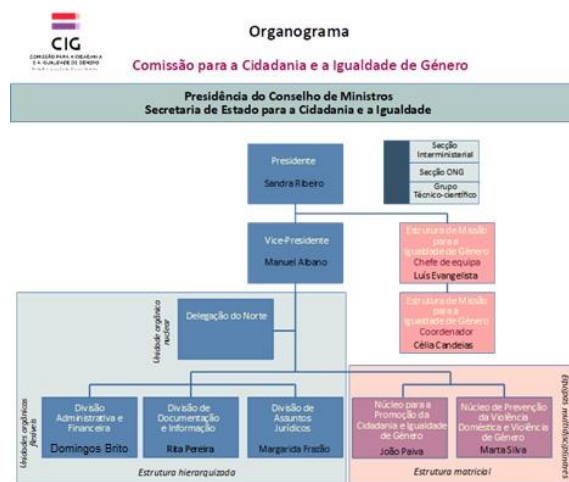 Organograma
CIG
COMISSÃO PARA A CIDADANIA
E A IGUALDADE DE GÉNERO
Comissão para a Cidadania e a Igualdade de Género
Presidência do Conselho de Ministros
Secretaria de Estado para a Cidadania e a Igualdade
Presidente
Sandra Ribeiro
Secção
Interministerial
Secção ONG
Grupo
Técnico-científico
Vice-Presidente
Manuel Albano
Estrutura de Missão
para a
Igualdade de Género
Chefe de equipa
Luís Evangelista
Estrutura de Missão
para a
Igualdade de Género
Coordenador
Célia Candeias
Unidade orgânica
nuclear
Delegação do Norte
Unidades orgânicas
flexíveis
Divisão
Administrativa e
Financeira
Domingos Brito
Divisão de
Documentação
e Informação
Rita Pereira
Divisão de
Assuntos
Jurídicos
Margarida Frazão
Estrutura hierarquizada
Núcleo para a
Promoção da
Cidadania e Igualdade
de Género
João Paiva
Núcleo de Prevenção
da Violência
Doméstica e Violência
de Género
Marta Silva
Estrutura matricial
Equipas multidisciplinares